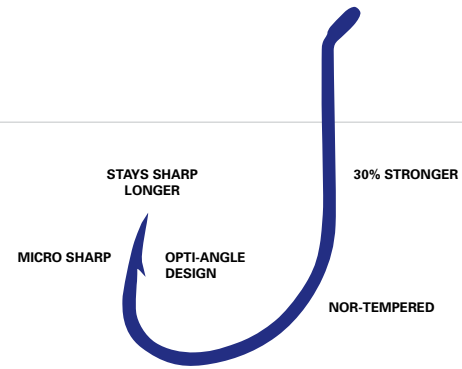 STAYS SHARP
LONGER
30% STRONGER
MICRO SHARP
OPTI-ANGLE
DESIGN
NOR-TEMPERED